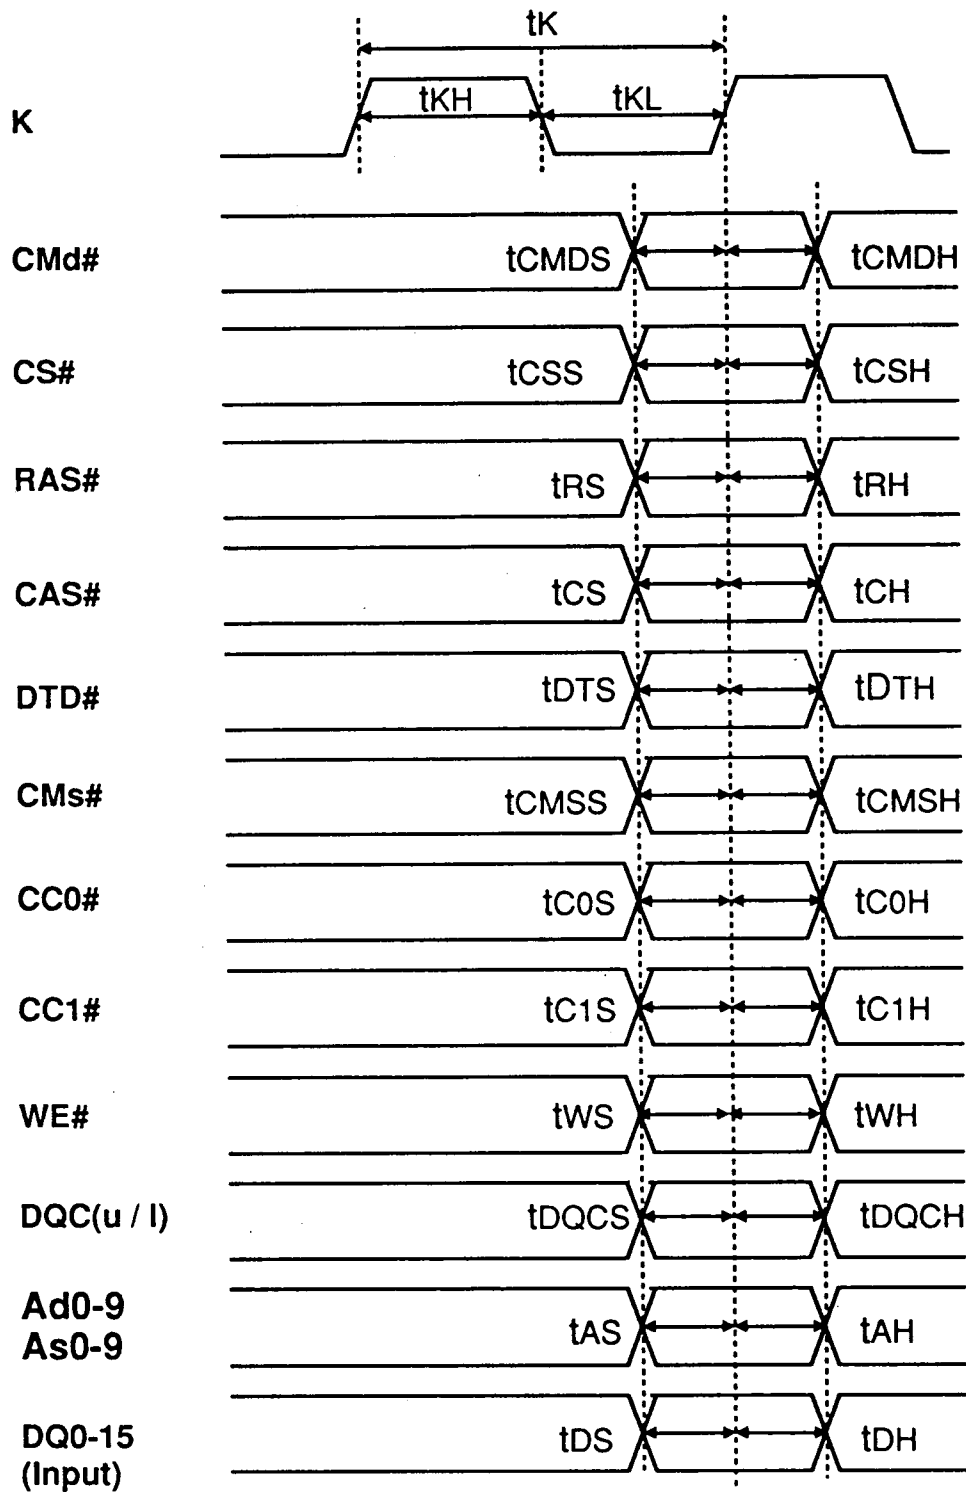 tK
K tKH tKL
CMd# tCMDS tCMDH
CS# tCSS tCSH
RAS# tRS tRH
CAS# tCS tCH
DTD# tDTS tDTH
CMs# tCMSS tCMSH
CC0# tC0S tC0H
CC1# tC1S tC1H
WE# tWS tWH
DQC(u / l) tDQCS tDQCH
Ad0-9
As0-9 tAS tAH
DQ0-15 tDS tDH
(Input)